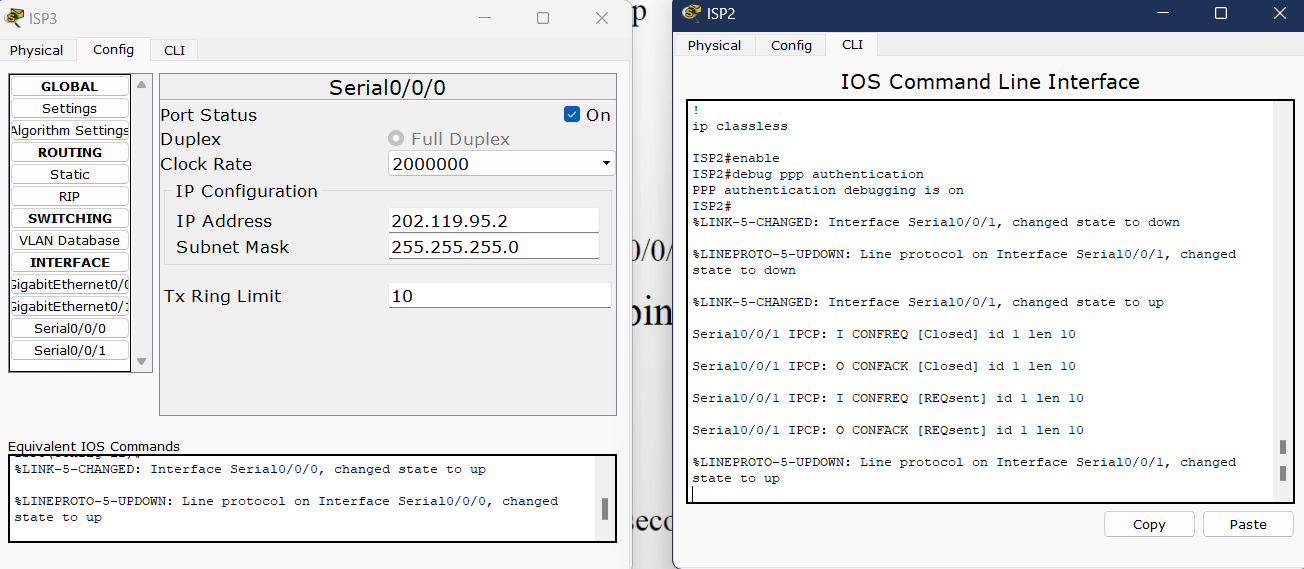 ISP3
Physical
Config
CLI
GLOBAL
Settings
Algorithm Settings
ROUTING
Static
RIP
SWITCHING
VLAN Database
INTERFACE
GigabitEthernet0/0
GigabitEthernet0/1
Serial0/0/0
Serial0/0/1
Serial0/0/0
Port Status
On
Duplex
Full Duplex
Clock Rate
2000000
IP Configuration
IP Address
202.119.95.2
Subnet Mask
255.255.255.0
Tx Ring Limit
10
Equivalent IOS Commands
%LINK-5-CHANGED: Interface Serial0/0/0, changed state to up
%LINEPROTO-5-UPDOWN: Line protocol on Interface Serial0/0/0, changed
state to up
p
0/0/
pin
seco
ISP2
Physical
Config
CLI
IOS Command Line Interface
!
ip classless
ISP2#enable
ISP2#debug ppp authentication
PPP authentication debugging is on
ISP2#
%LINK-5-CHANGED: Interface Serial0/0/1, changed state to down
%LINEPROTO-5-UPDOWN: Line protocol on Interface Serial0/0/1, changed
state to down
%LINK-5-CHANGED: Interface Serial0/0/1, changed state to up
Serial0/0/1 IPCP: I CONFREQ [Closed] id 1 len 10
Serial0/0/1 IPCP: O CONFACK [Closed] id 1 len 10
Serial0/0/1 IPCP: I CONFREQ [REQsent] id 1 len 10
Serial0/0/1 IPCP: O CONFACK [REQsent] id 1 len 10
%LINEPROTO-5-UPDOWN: Line protocol on Interface Serial0/0/1, changed
state to up
Copy
Paste